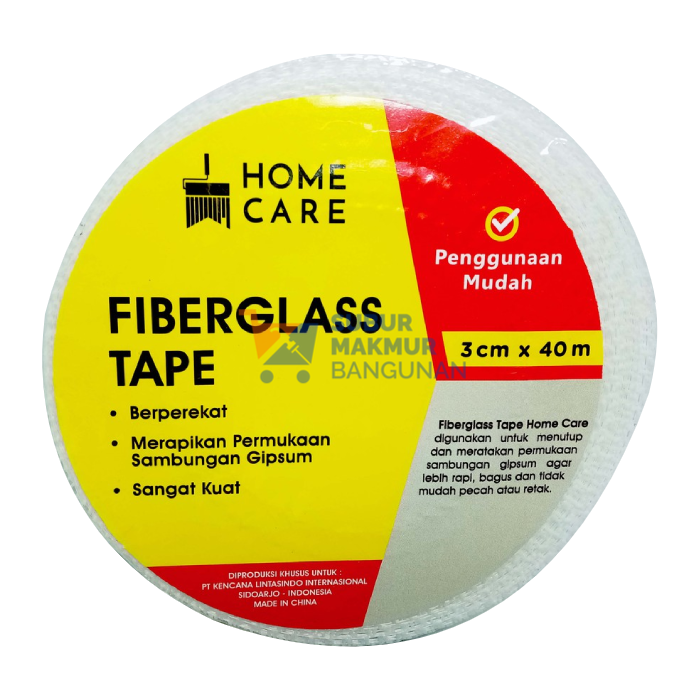 HOME
CARE
Penggunaan
Mudah
FIBERGLASS
TAPE
3 cm x 40 m
SUBUR
MAKMUR
BANGUNAN
• Berperekat
• Merapikan Permukaan
Sambungan Gipsum
• Sangat Kuat
Fiberglass Tape Home Care
digunakan untuk menutup
dan meratakan permukaan
sambungan gipsum agar
lebih rapi, bagus dan tidak
mudah pecah atau retak.
DIPRODUKSI KHUSUS UNTUK :
PT KENCANA LINTASINDO INTERNASIONAL
SIDOARJO - INDONESIA
MADE IN CHINA